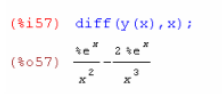 (%i57) diff(y(x),x);
(%o57) %e^x/x^2 - 2 %e^x/x^3